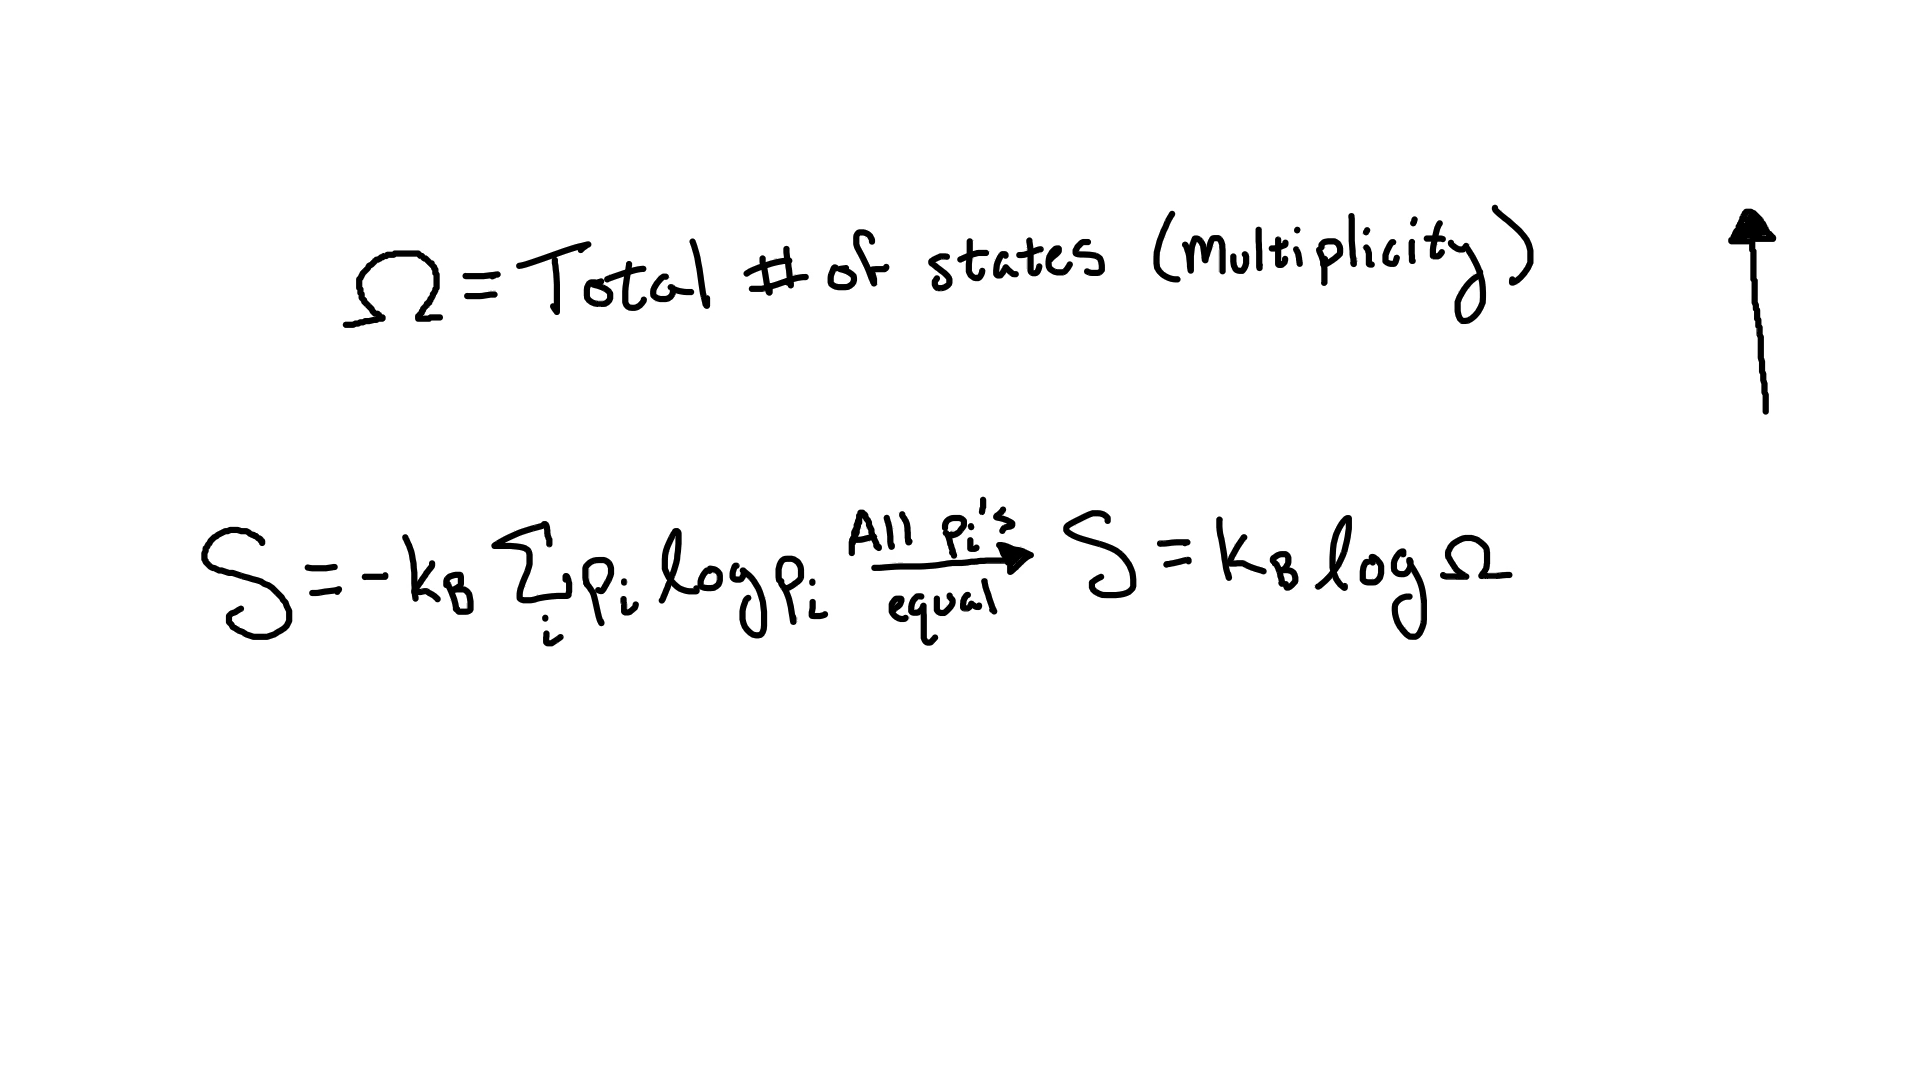 Ω = Total # of states (Multiplicity)
S = -k_B Σ_i p_i log p_i All p_i's equal → S = k_B log Ω